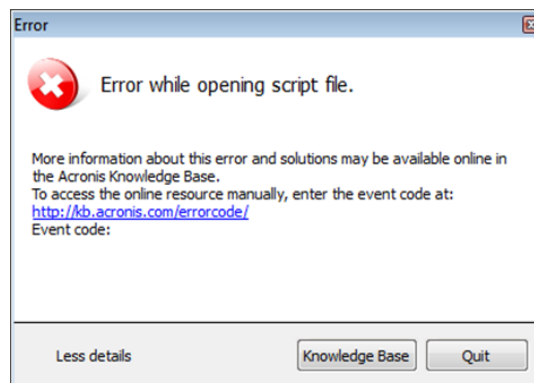 Error
Error while opening script file.
More information about this error and solutions may be available online in
the Acronis Knowledge Base.
To access the online resource manually, enter the event code at:
http://kb.acronis.com/errorcode/
Event code:
Less details
Knowledge Base
Quit